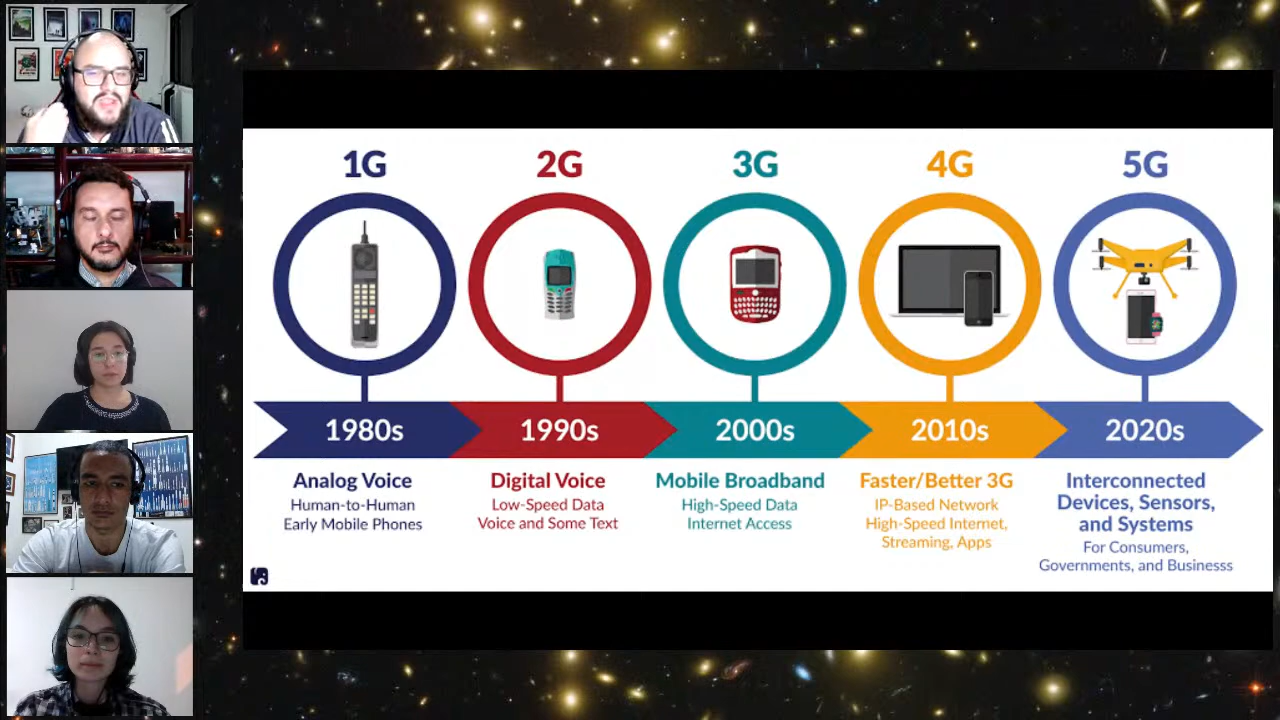 1G
2G
3G
4G
5G
1980s
1990s
2000s
2010s
2020s
Analog Voice
Human-to-Human
Early Mobile Phones
Digital Voice
Low-Speed Data
Voice and Some Text
Mobile Broadband
High-Speed Data
Internet Access
Faster/Better 3G
IP-Based Network
High-Speed Internet,
Streaming, Apps
Interconnected
Devices, Sensors,
and Systems
For Consumers,
Governments, and Businesss